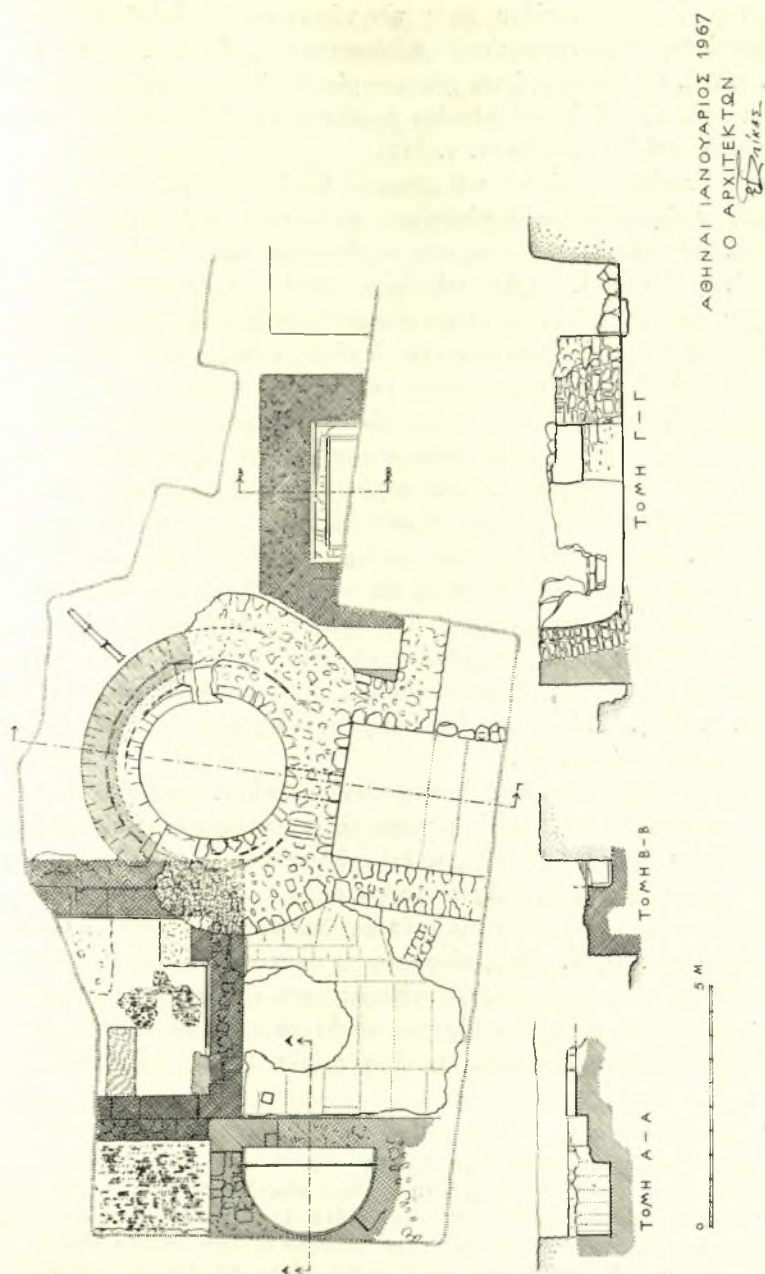 ΑΘΗΝΑΙ ΙΑΝΟΥΑΡΙΟΣ 1967
Ο ΑΡΧΙΤΕΚΤΩΝ
Β
Β
Γ
Α
Α
ΤΟΜΗ Γ – Γ
ΤΟΜΗ Β – Β
ΤΟΜΗ Α – Α
0
5 Μ.